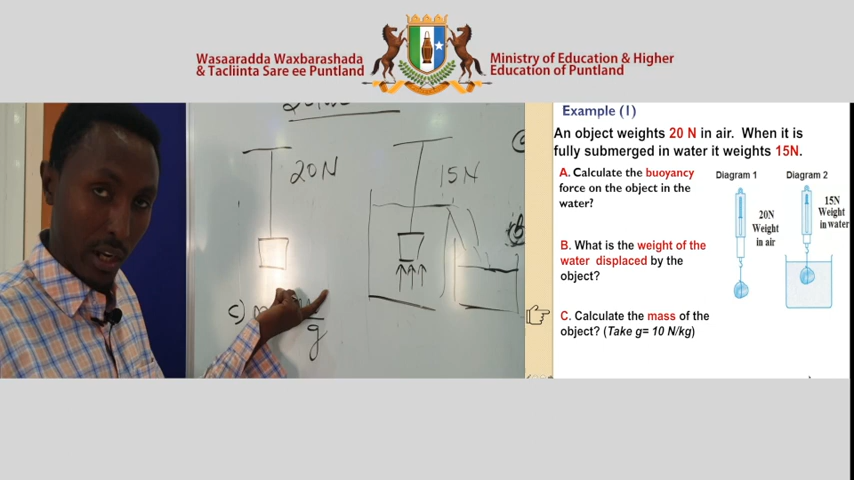 Wasaaradda Waxbarashada
& Tacliinta Sare ee Puntland
Ministry of Education & Higher
Education of Puntland
20N
15N
c)
g
Example (1)
An object weights 20 N in air. When it is
fully submerged in water it weights 15N.
A. Calculate the buoyancy
force on the object in the
water?
B. What is the weight of the
water displaced by the
object?
C. Calculate the mass of the
object? (Take g= 10 N/kg)
Diagram 1
20N
Weight
in air
Diagram 2
15N
Weight
in water